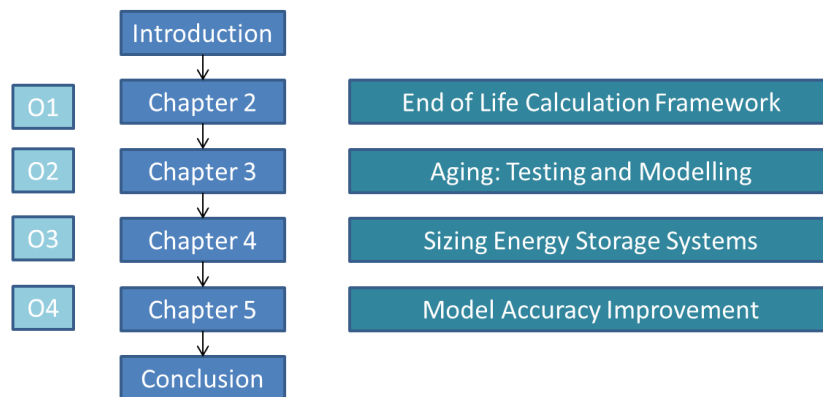 Introduction
O1 Chapter 2 End of Life Calculation Framework
O2 Chapter 3 Aging: Testing and Modelling
O3 Chapter 4 Sizing Energy Storage Systems
O4 Chapter 5 Model Accuracy Improvement
Conclusion